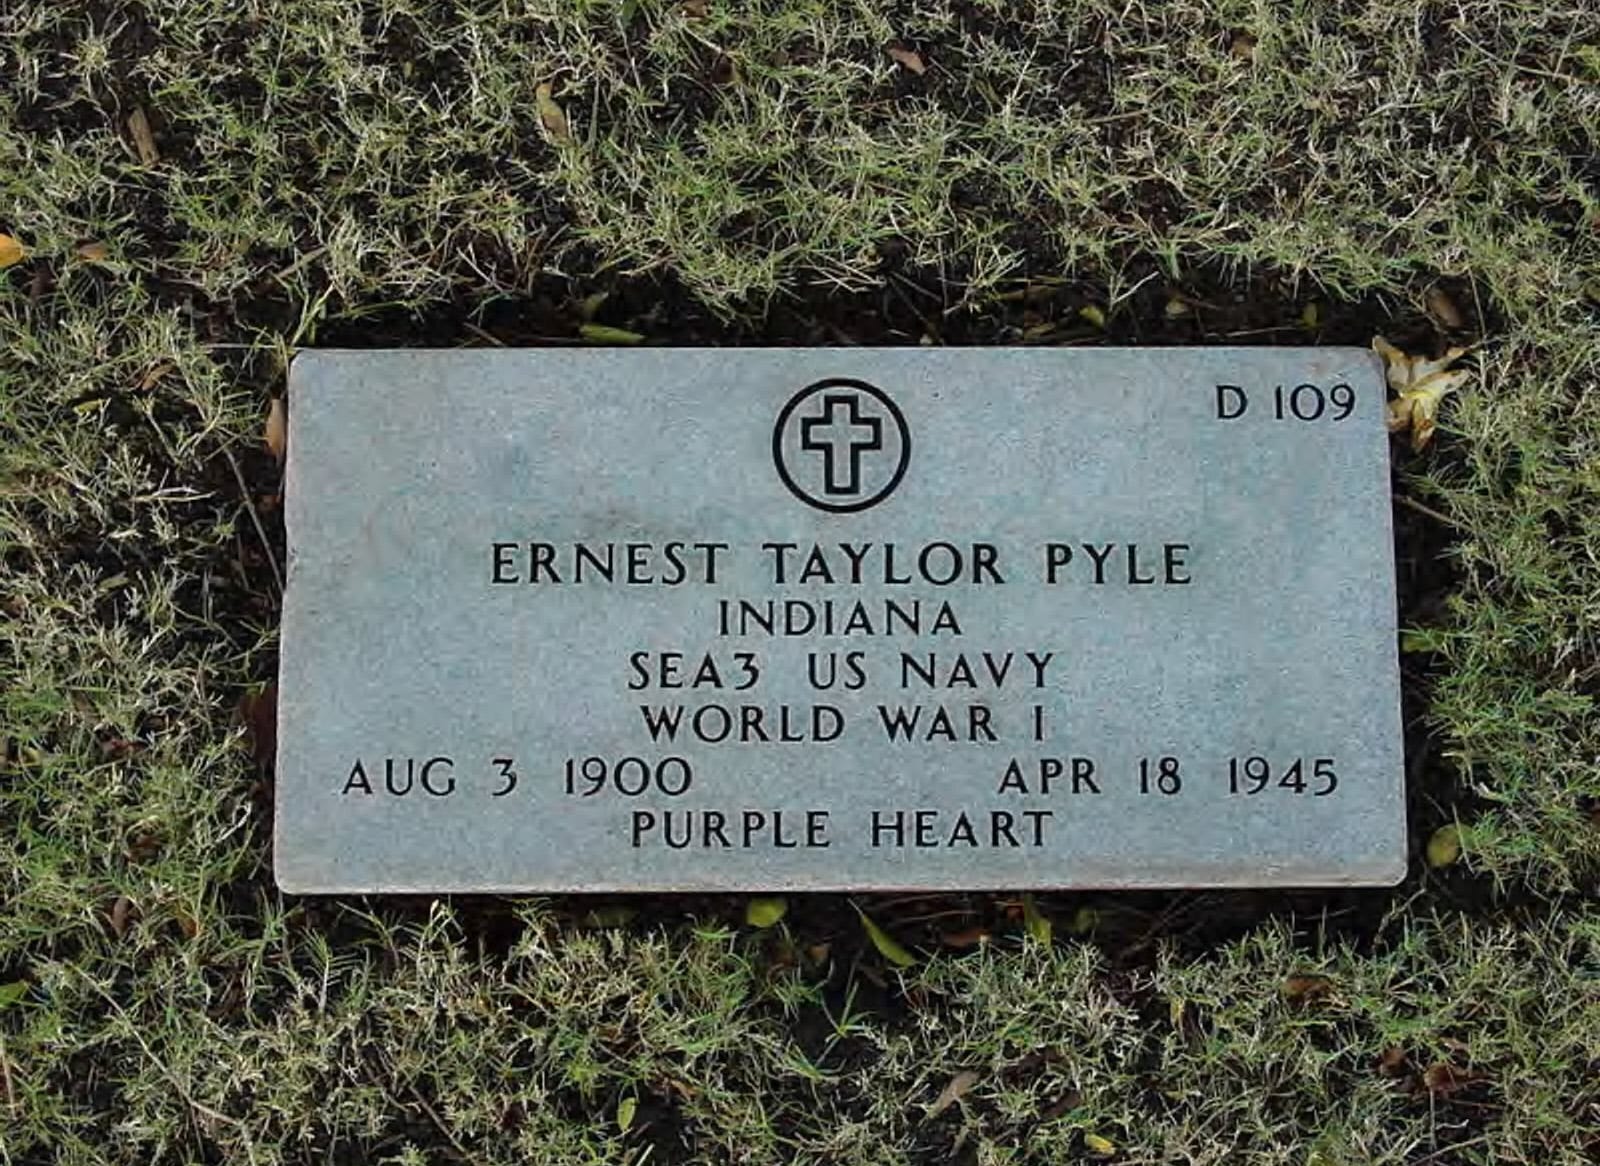 D 109
ERNEST TAYLOR PYLE
INDIANA
SEA3 US NAVY
WORLD WAR I
AUG 3 1900 APR 18 1945
PURPLE HEART